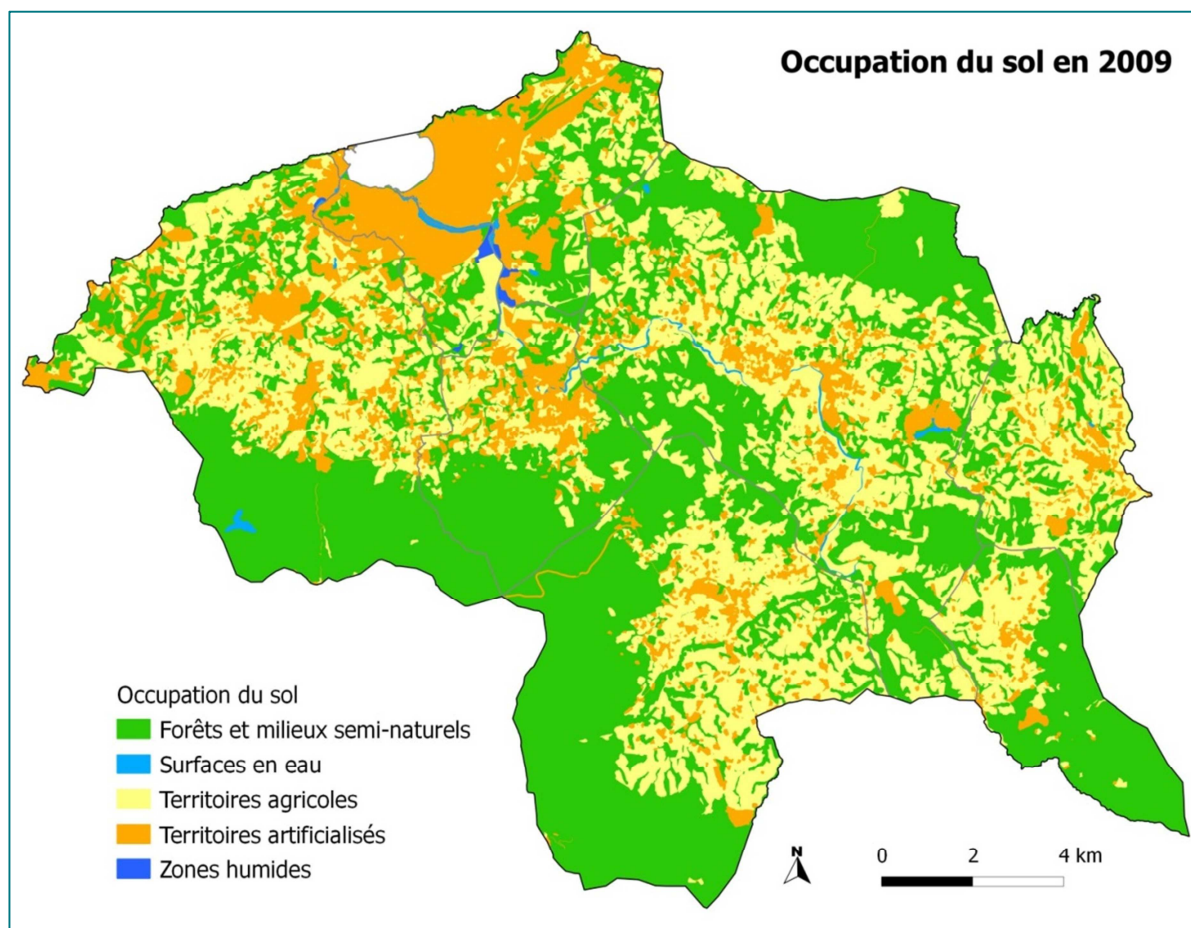 Occupation du sol en 2009
Occupation du sol
Forêts et milieux semi-naturels
Surfaces en eau
Territoires agricoles
Territoires artificialisés
Zones humides
N
0 2 4 km